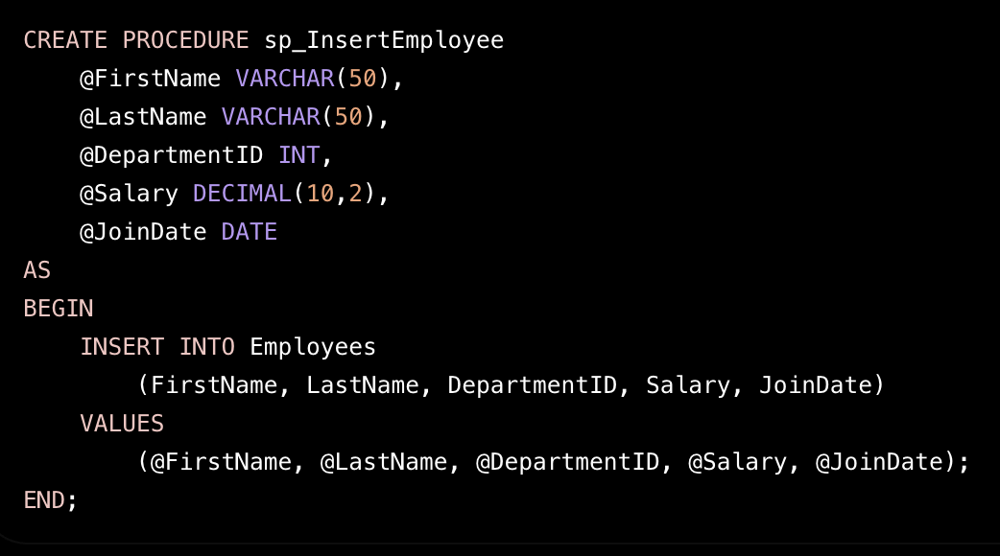 CREATE PROCEDURE sp_InsertEmployee
    @FirstName VARCHAR(50),
    @LastName VARCHAR(50),
    @DepartmentID INT,
    @Salary DECIMAL(10,2),
    @JoinDate DATE
AS
BEGIN
    INSERT INTO Employees
        (FirstName, LastName, DepartmentID, Salary, JoinDate)
    VALUES
        (@FirstName, @LastName, @DepartmentID, @Salary, @JoinDate);
END;